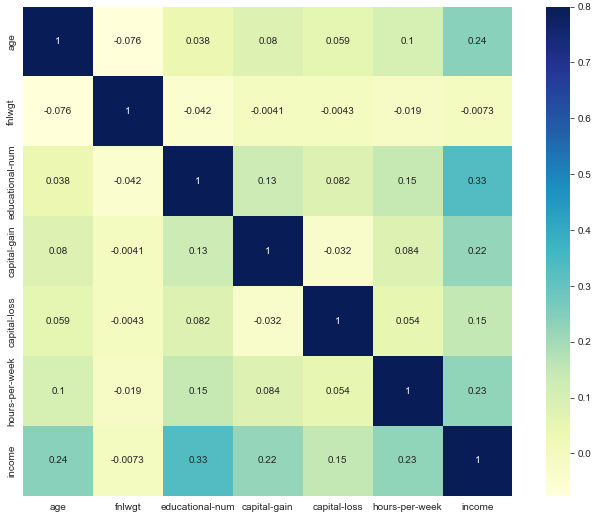 age 1 -0.076 0.038 0.08 0.059 0.1 0.24
fnlwgt -0.076 1 -0.042 -0.0041 -0.0043 -0.019 -0.0073
educational-num 0.038 -0.042 1 0.13 0.082 0.15 0.33
capital-gain 0.08 -0.0041 0.13 1 -0.032 0.084 0.22
capital-loss 0.059 -0.0043 0.082 -0.032 1 0.054 0.15
hours-per-week 0.1 -0.019 0.15 0.084 0.054 1 0.23
income 0.24 -0.0073 0.33 0.22 0.15 0.23 1
age fnlwgt educational-num capital-gain capital-loss hours-per-week income
0.8
0.7
0.6
0.5
0.4
0.3
0.2
0.1
0.0